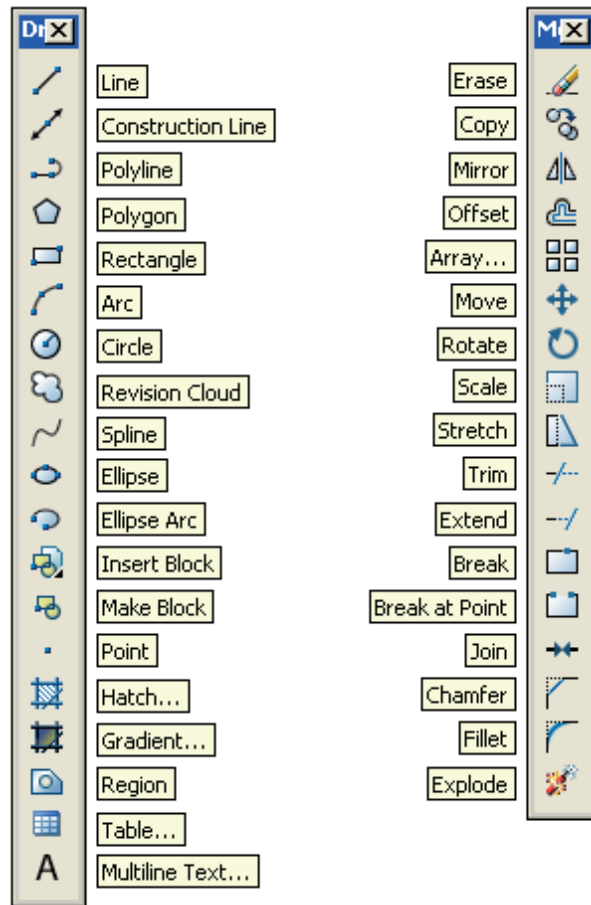 Dr
Line
Construction Line
Polyline
Polygon
Rectangle
Arc
Circle
Revision Cloud
Spline
Ellipse
Ellipse Arc
Insert Block
Make Block
Point
Hatch...
Gradient...
Region
Table...
A
Multiline Text...
Erase
Copy
Mirror
Offset
Array...
Move
Rotate
Scale
Stretch
Trim
Extend
Break
Break at Point
Join
Chamfer
Fillet
Explode